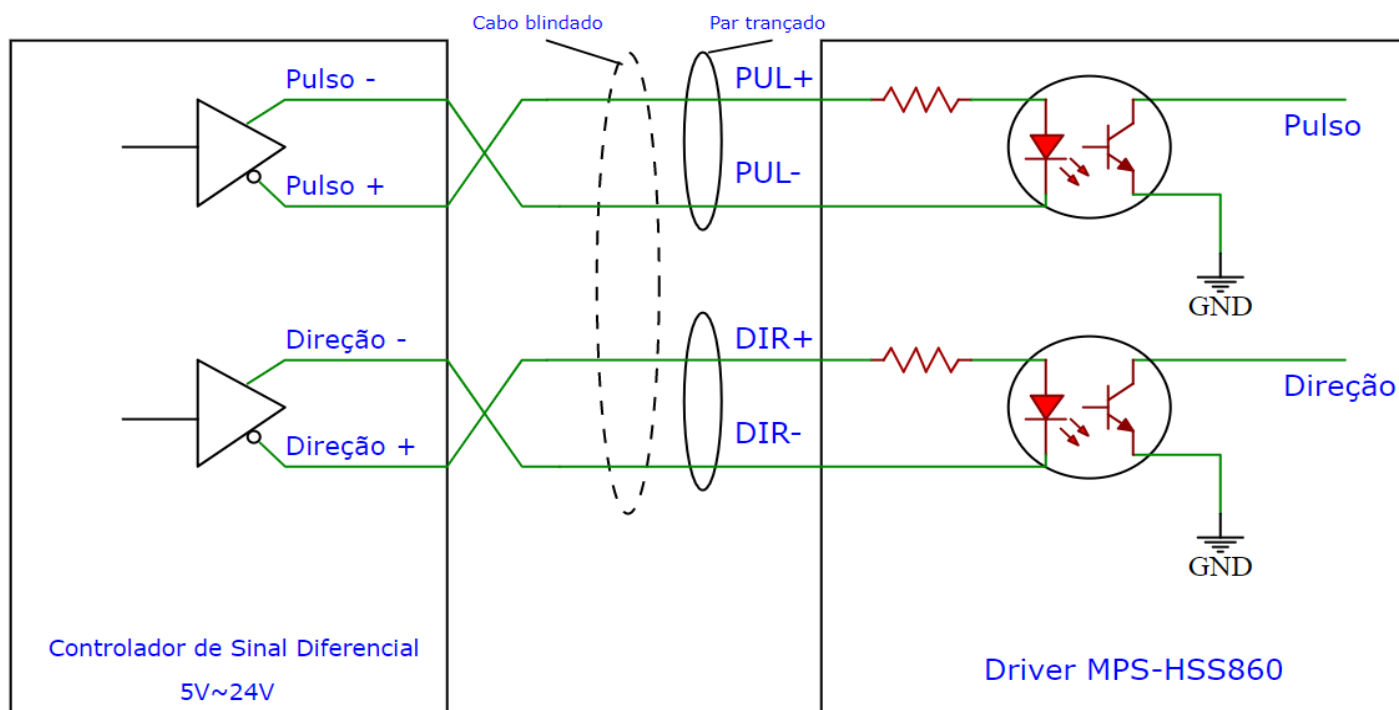 Cabo blindado
Par trançado
Pulso -
PUL+
Pulso
Pulso +
PUL-
GND
Direção -
DIR+
Direção
Direção +
DIR-
GND
Controlador de Sinal Diferencial
5V~24V
Driver MPS-HSS860